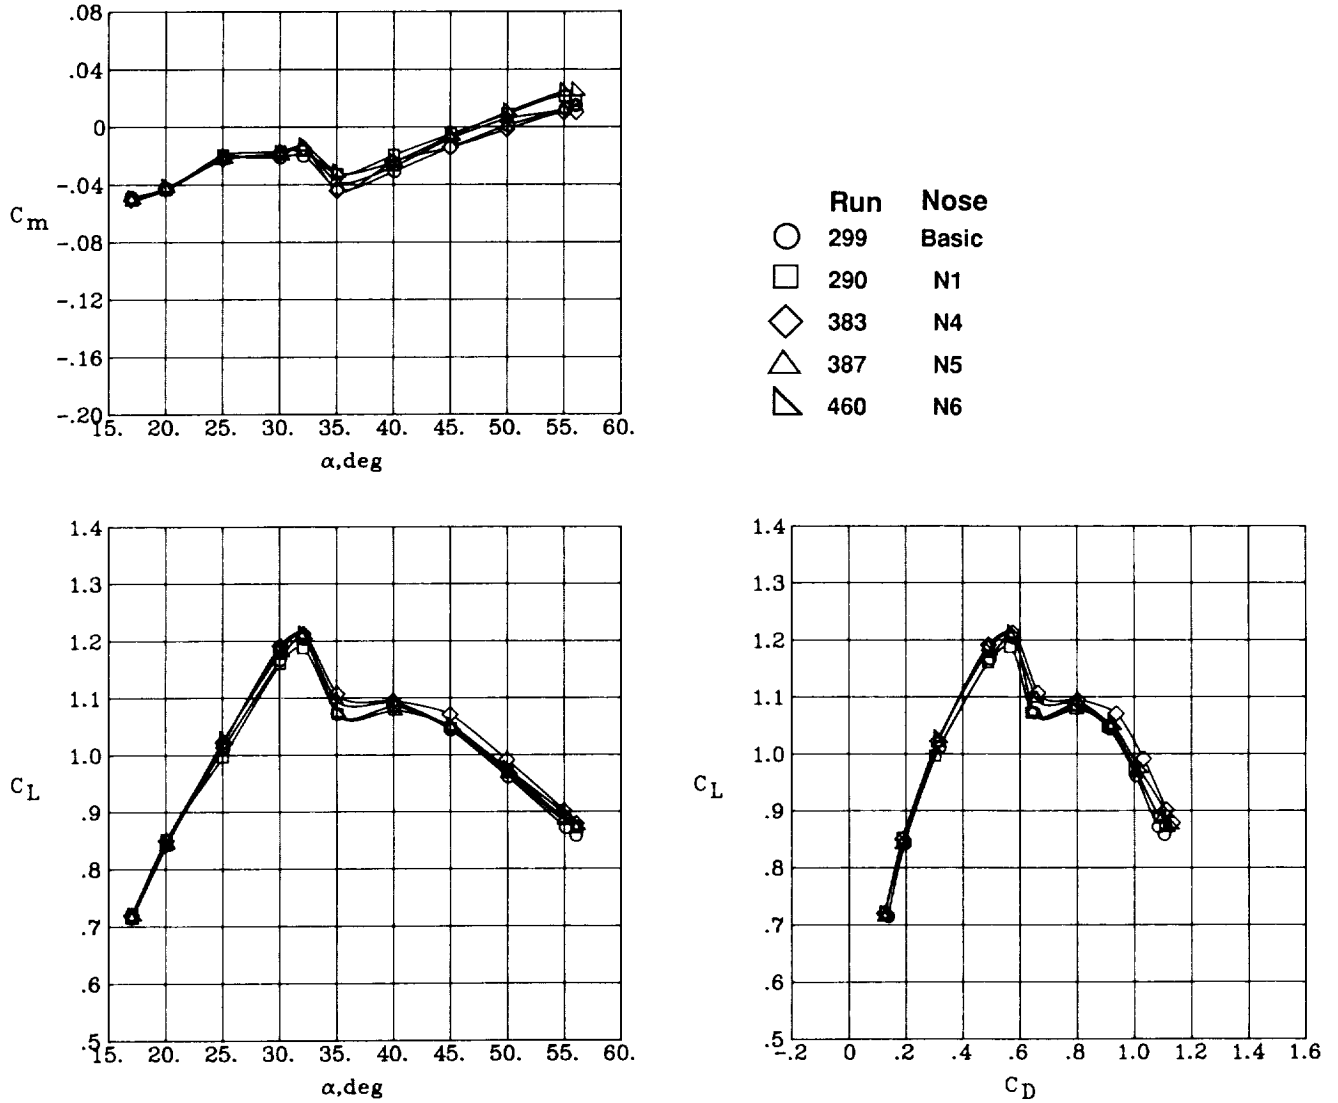 .08
.04
0
-.04
-.08
-.12
-.16
-.20
C m
15. 20. 25. 30. 35. 40. 45. 50. 55. 60.
α,deg
Run Nose
299 Basic
290 N1
383 N4
387 N5
460 N6
1.4
1.3
1.2
1.1
1.0
.9
.8
.7
.6
.5
C L
15. 20. 25. 30. 35. 40. 45. 50. 55. 60.
α,deg
1.4
1.3
1.2
1.1
1.0
.9
.8
.7
.6
.5
C L
-.2 0 .2 .4 .6 .8 1.0 1.2 1.4 1.6
C D